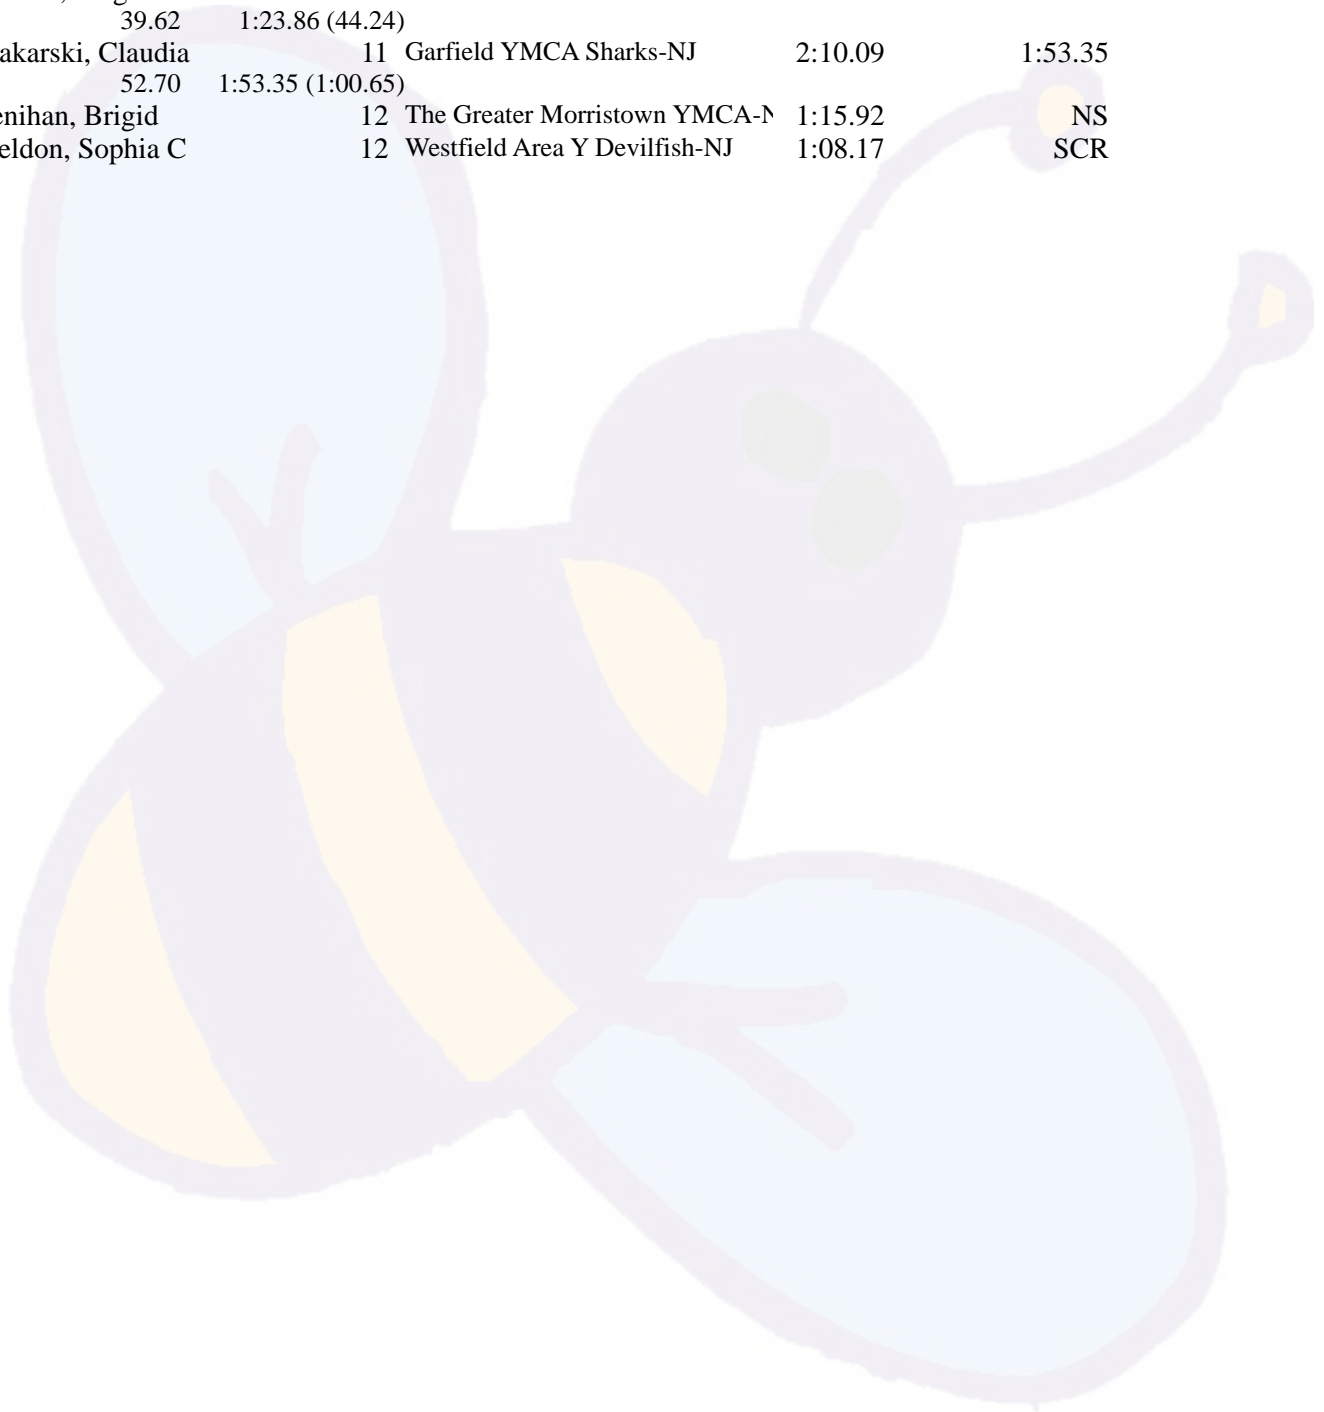 39.62 1:23.86 (44.24)
akarski, Claudia 11 Garfield YMCA Sharks-NJ 2:10.09 1:53.35
52.70 1:53.35 (1:00.65)
enihan, Brigid 12 The Greater Morristown YMCA-N 1:15.92 NS
eldon, Sophia C 12 Westfield Area Y Devilfish-NJ 1:08.17 SCR